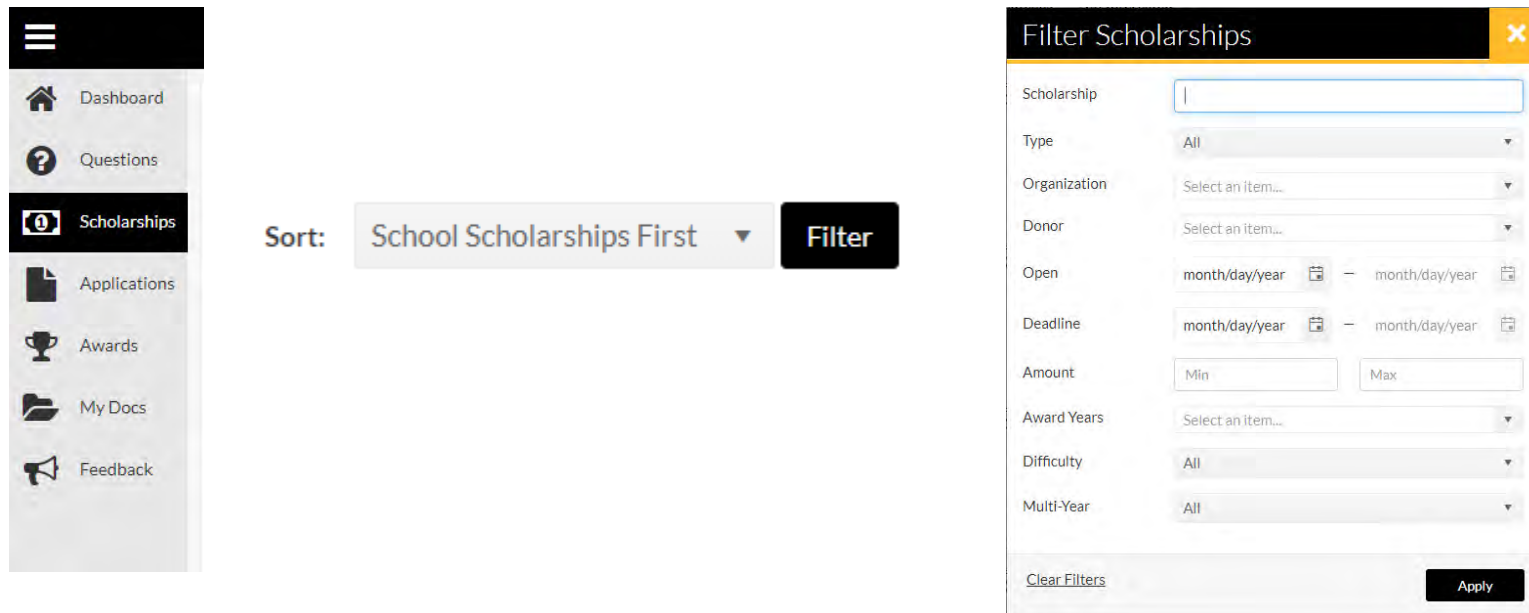 Dashboard
Questions
Scholarships
Applications
Awards
My Docs
Feedback
Sort: School Scholarships First Filter
Filter Scholarships
Scholarship
Type All
Organization Select an item...
Donor Select an item...
Open month/day/year – month/day/year
Deadline month/day/year – month/day/year
Amount Min Max
Award Years Select an item...
Difficulty All
Multi-Year All
Clear Filters Apply